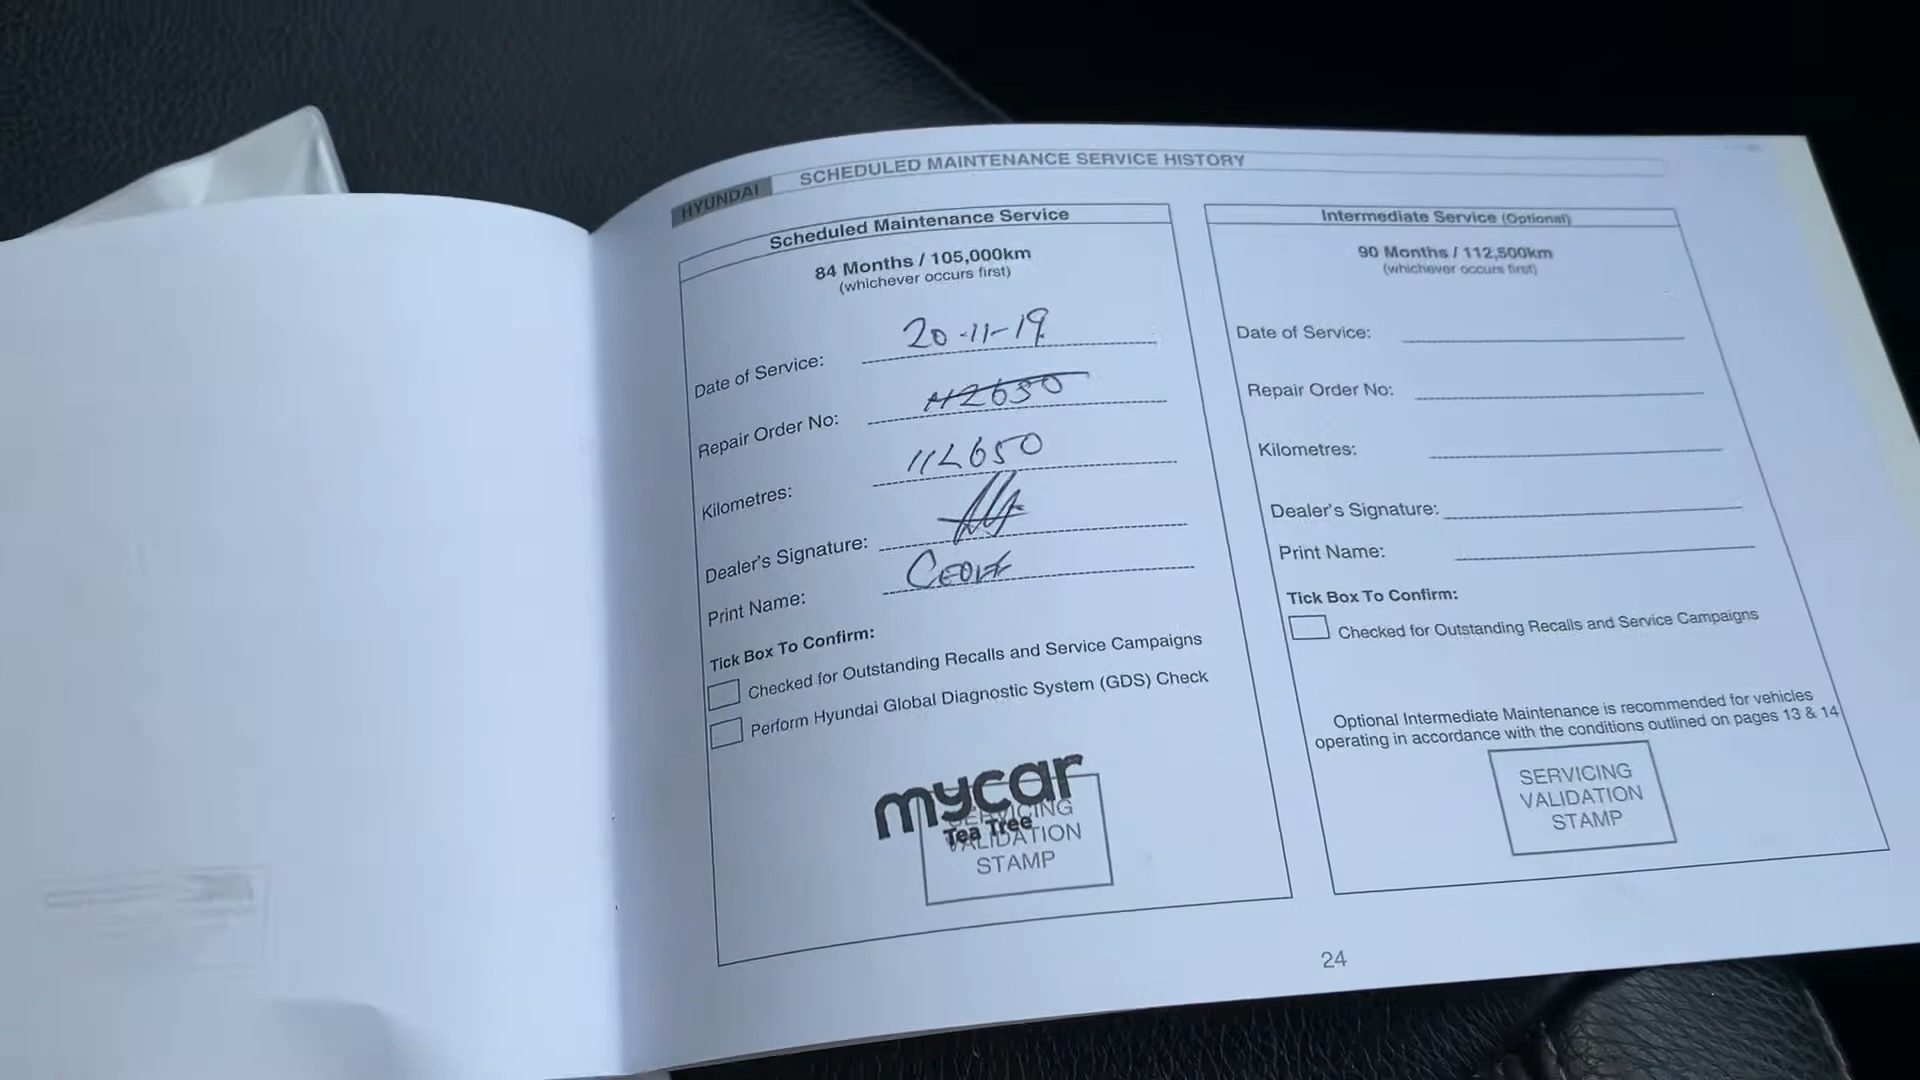 HYUNDAI SCHEDULED MAINTENANCE SERVICE HISTORY
Scheduled Maintenance Service
84 Months / 105,000km
(whichever occurs first)
Date of Service: 20-11-19
Repair Order No: 112650
Kilometres: 112650
Dealer's Signature:
Print Name: GEOFF
Tick Box To Confirm:
Checked for Outstanding Recalls and Service Campaigns
Perform Hyundai Global Diagnostic System (GDS) Check
mycar
Tea Tree
SERVICING
VALIDATION
STAMP
Intermediate Service (Optional)
90 Months / 112,500km
(whichever occurs first)
Date of Service:
Repair Order No:
Kilometres:
Dealer's Signature:
Print Name:
Tick Box To Confirm:
Checked for Outstanding Recalls and Service Campaigns
Optional Intermediate Maintenance is recommended for vehicles
operating in accordance with the conditions outlined on pages 13 & 14
SERVICING
VALIDATION
STAMP
24